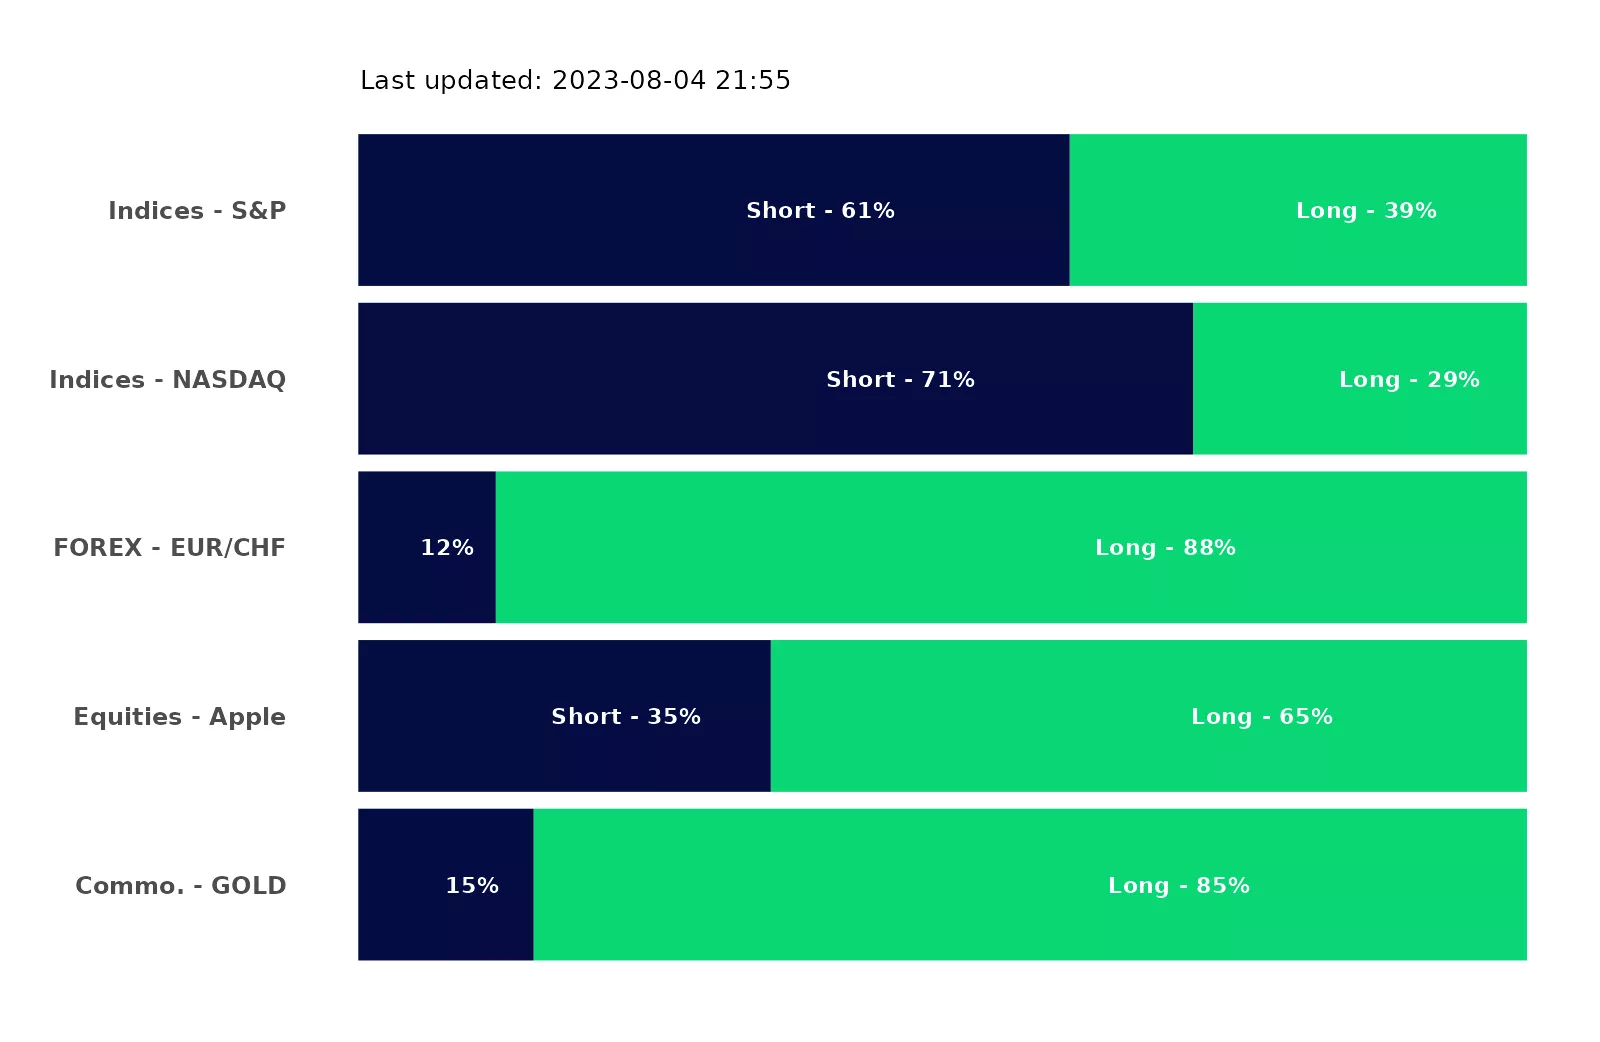 Last updated: 2023-08-04 21:55
Indices - S&P Short - 61% Long - 39%
Indices - NASDAQ Short - 71% Long - 29%
FOREX - EUR/CHF 12% Long - 88%
Equities - Apple Short - 35% Long - 65%
Commo. - GOLD 15% Long - 85%